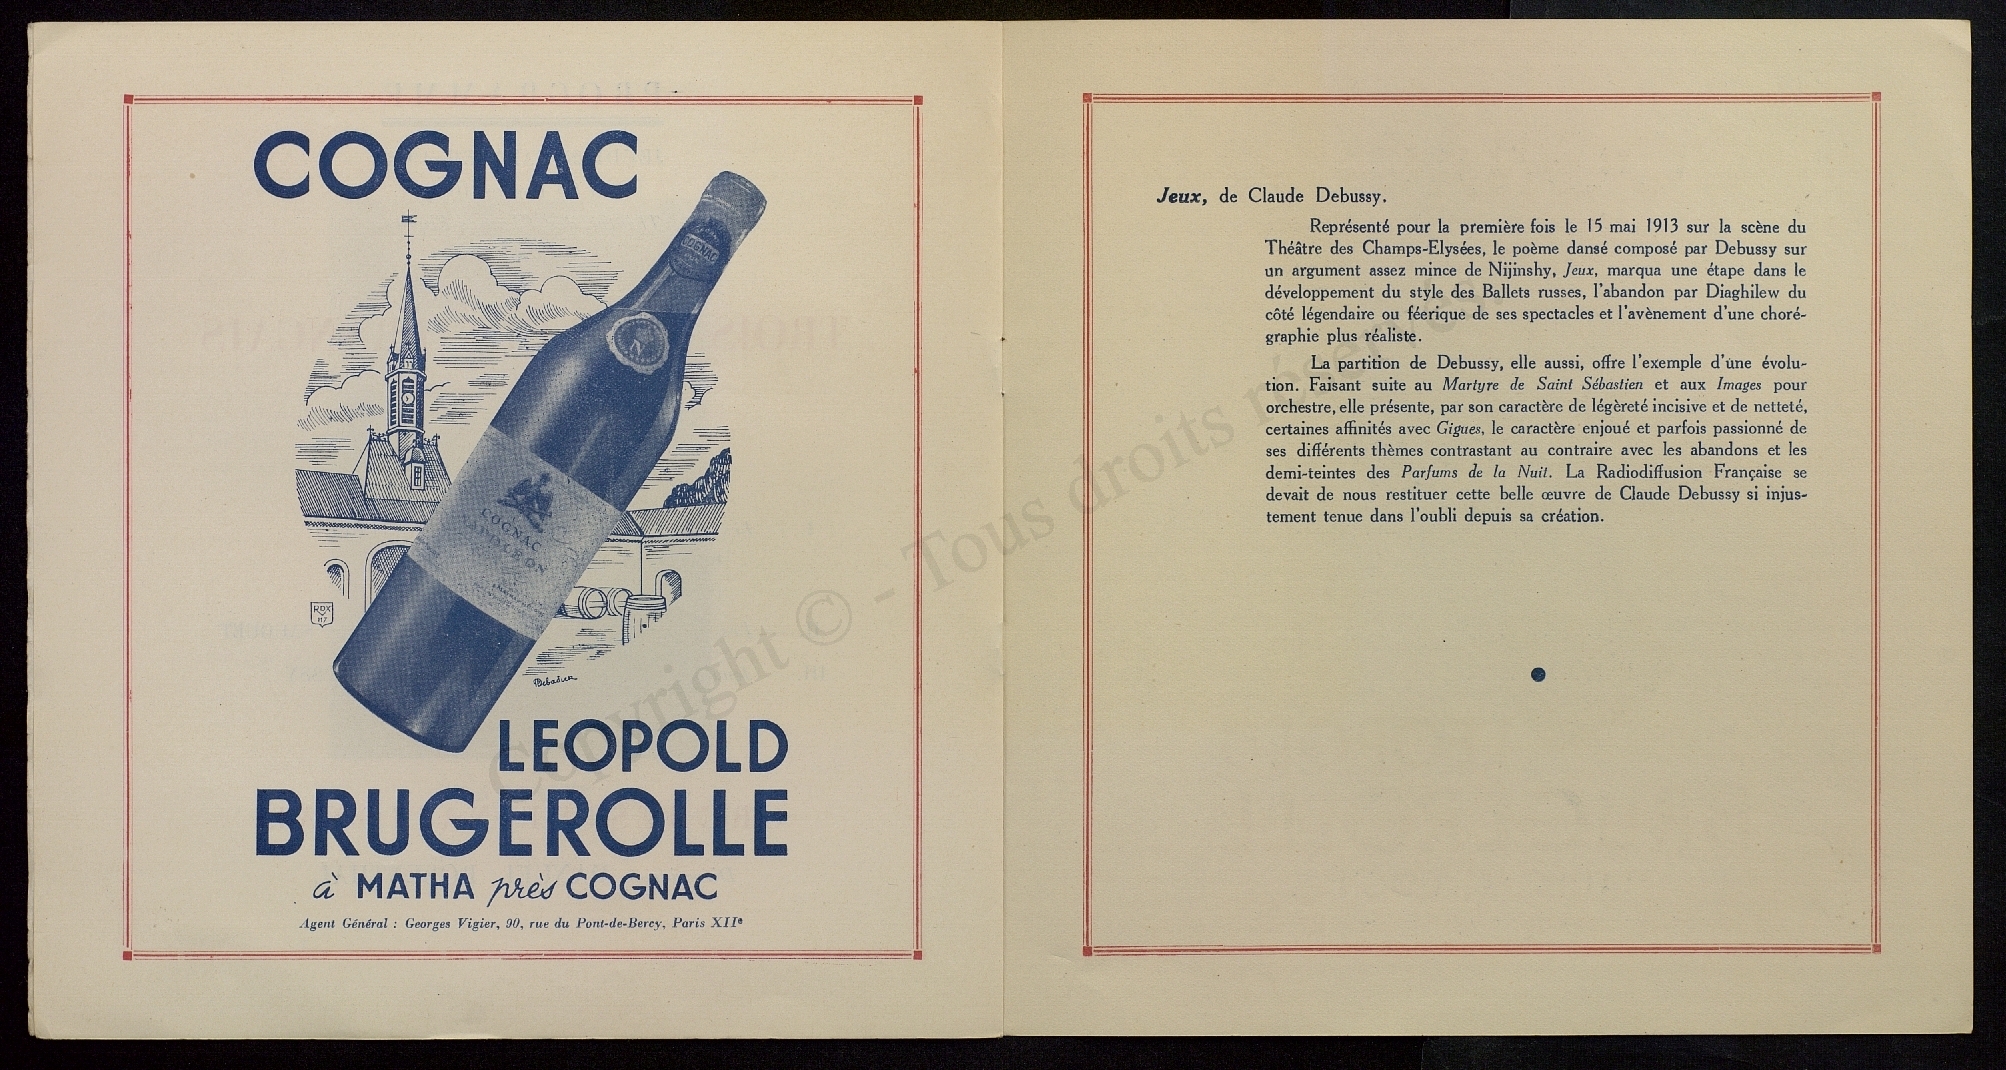 COGNAC
COGNAC
COGNAC
NAPOLEON
RDX
117
LEOPOLD
BRUGEROLLE
à MATHA près COGNAC
Agent Général : Georges Vigier, 90, rue du Pont-de-Bercy, Paris XIIe
Jeux, de Claude Debussy.
Représenté pour la première fois le 15 mai 1913 sur la scène du
Théâtre des Champs-Elysées, le poème dansé composé par Debussy sur
un argument assez mince de Nijinshy, Jeux, marqua une étape dans le
développement du style des Ballets russes, l'abandon par Diaghilew du
côté légendaire ou féerique de ses spectacles et l'avènement d'une choré-
graphie plus réaliste.
La partition de Debussy, elle aussi, offre l'exemple d'une évolu-
tion. Faisant suite au Martyre de Saint Sébastien et aux Images pour
orchestre, elle présente, par son caractère de légèreté incisive et de netteté,
certaines affinités avec Gigues, le caractère enjoué et parfois passionné de
ses différents thèmes contrastant au contraire avec les abandons et les
demi-teintes des Parfums de la Nuit. La Radiodiffusion Française se
devait de nous restituer cette belle œuvre de Claude Debussy si injus-
tement tenue dans l'oubli depuis sa création.
Copyright © - Tous droits réservés